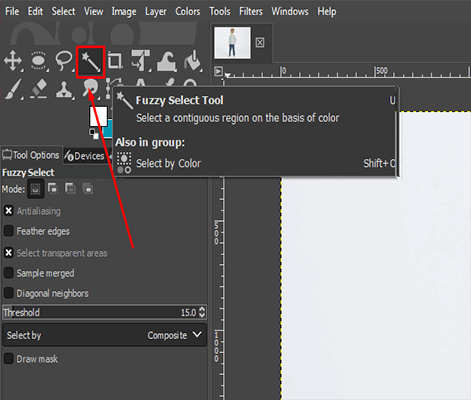 File Edit Select View Image Layer Colors Tools Filters Windows Help
0 500
Fuzzy Select Tool U
Select a contiguous region on the basis of color
Also in group:
Select by Color Shift+O
Tool Options Devices
Fuzzy Select
Mode:
Antialiasing
Feather edges
Select transparent areas
Sample merged
Diagonal neighbors
Threshold 15.0
Select by Composite
Draw mask
500
1000